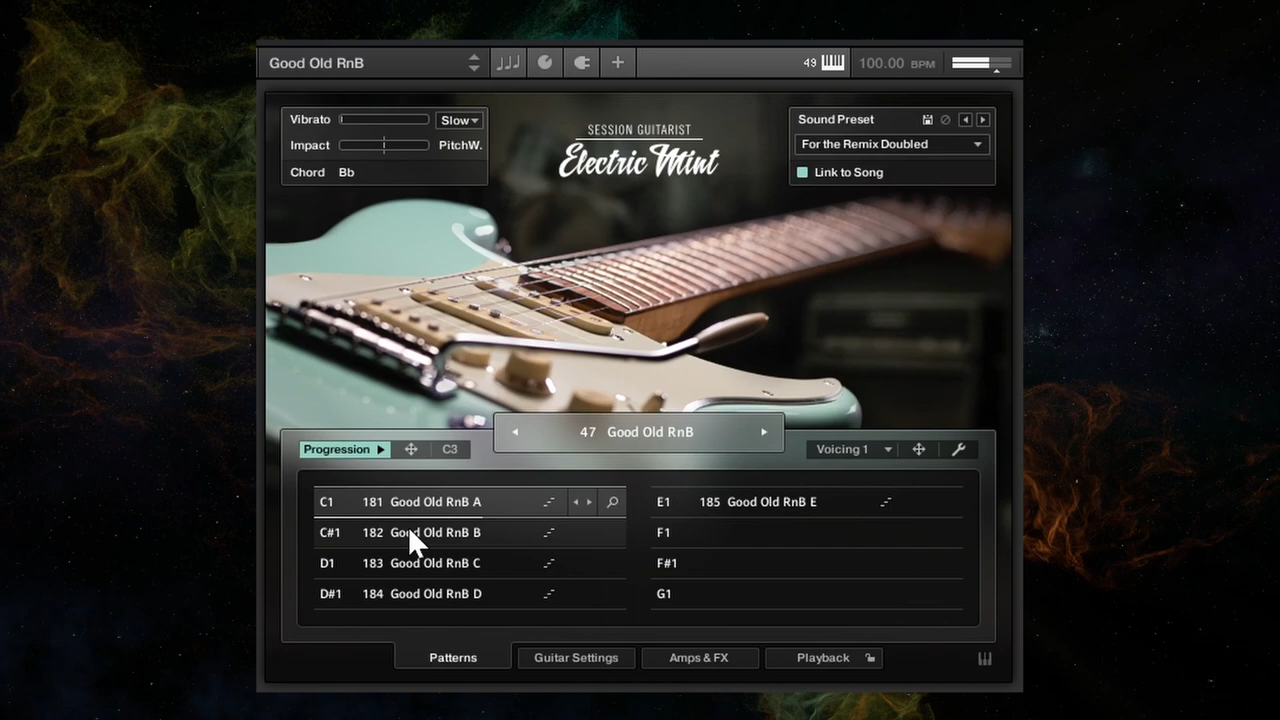 Good Old RnB
49
100.00 BPM
Vibrato
Slow
Impact
PitchW.
Chord Bb
SESSION GUITARIST
Electric Mint
Sound Preset
For the Remix Doubled
Link to Song
47 Good Old RnB
Progression
C3
Voicing 1
C1 181 Good Old RnB A
C#1 182 Good Old RnB B
D1 183 Good Old RnB C
D#1 184 Good Old RnB D
E1 185 Good Old RnB E
F1
F#1
G1
Patterns
Guitar Settings
Amps & FX
Playback